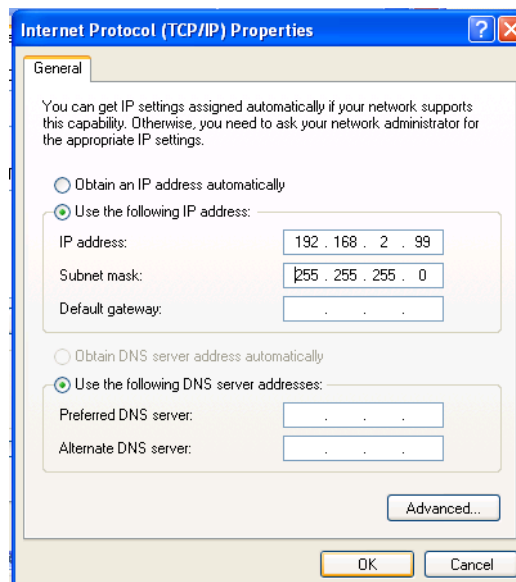 Internet Protocol (TCP/IP) Properties
General
You can get IP settings assigned automatically if your network supports
this capability. Otherwise, you need to ask your network administrator for
the appropriate IP settings.
Obtain an IP address automatically
Use the following IP address:
IP address: 192 . 168 . 2 . 99
Subnet mask: 255 . 255 . 255 . 0
Default gateway: . . .
Obtain DNS server address automatically
Use the following DNS server addresses:
Preferred DNS server: . . .
Alternate DNS server: . . .
Advanced...
OK Cancel